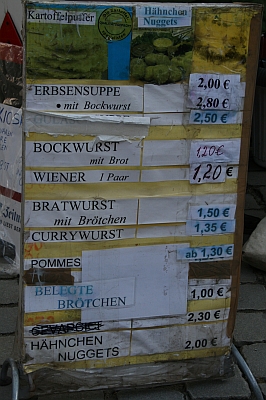 Kartoffelpuffer
Hähnchen
Nuggets
ERBSENSUPPE 2,00 €
• mit Bockwurst 2,80 €
2,50 €
BOCKWURST 1,20 €
mit Brot
WIENER 1 Paar 1,20 €
BRATWURST 1,50 €
mit Brötchen 1,35 €
CURRYWURST
ab 1,30 €
POMMES
BELEGTE 1,00 €
BRÖTCHEN
2,30 €
HÄHNCHEN 2,00 €
NUGGETS